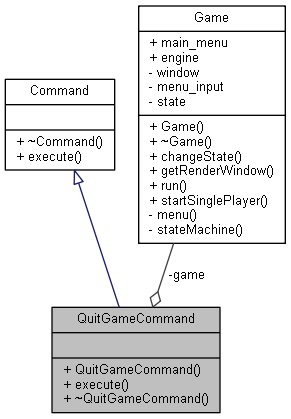 Game
+ main_menu
+ engine
- window
- menu_input
- state
+ Game()
+ ~Game()
+ changeState()
+ getRenderWindow()
+ run()
+ startSinglePlayer()
- menu()
- stateMachine()
Command
+ ~Command()
+ execute()
-game
QuitGameCommand
+ QuitGameCommand()
+ execute()
+ ~QuitGameCommand()